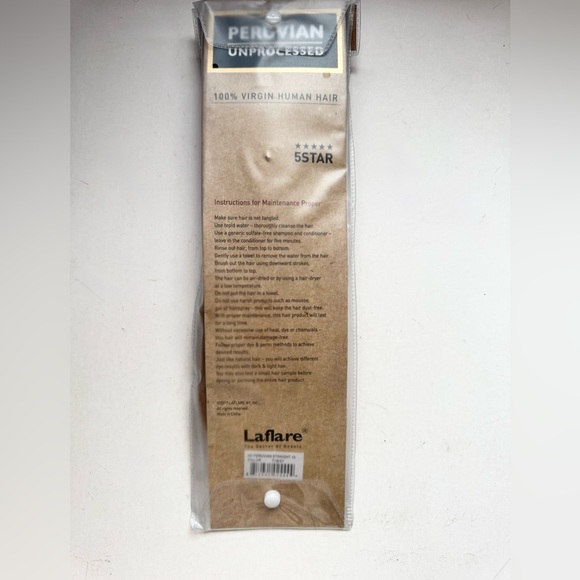 PERUVIAN
UNPROCESSED
100% VIRGIN HUMAN HAIR
★★★★★
5STAR
Instructions for Maintenance Proper
Make sure hair is not tangled.
Use tepid water - thoroughly cleanse the hair.
Use a generic sulfate-free shampoo and conditioner -
leave in the conditioner for five minutes.
Rinse out hair, from top to bottom.
Gently use a towel to remove the water from the hair.
Brush out the hair using downward strokes,
from bottom to top.
The hair can be air-dried or by using a hair-dryer
at a low temperature.
Do not put the hair in a towel.
Do not use harsh products such as mousse,
gel or hairspray - this will keep the hair dust-free.
With proper maintenance, this hair product will last
for a long time.
Without excessive use of heat, dye or chemicals -
this hair will remain damage-free.
Follow proper dye & perm methods to achieve
desired results.
Just like natural hair - you will achieve different
dye results with dark & light hair.
You may also test a small hair sample before
dyeing or perming the entire hair product.
LAFLARE
All rights reserved.
Made in China
Laflare®
STRAIGHT
COLOR